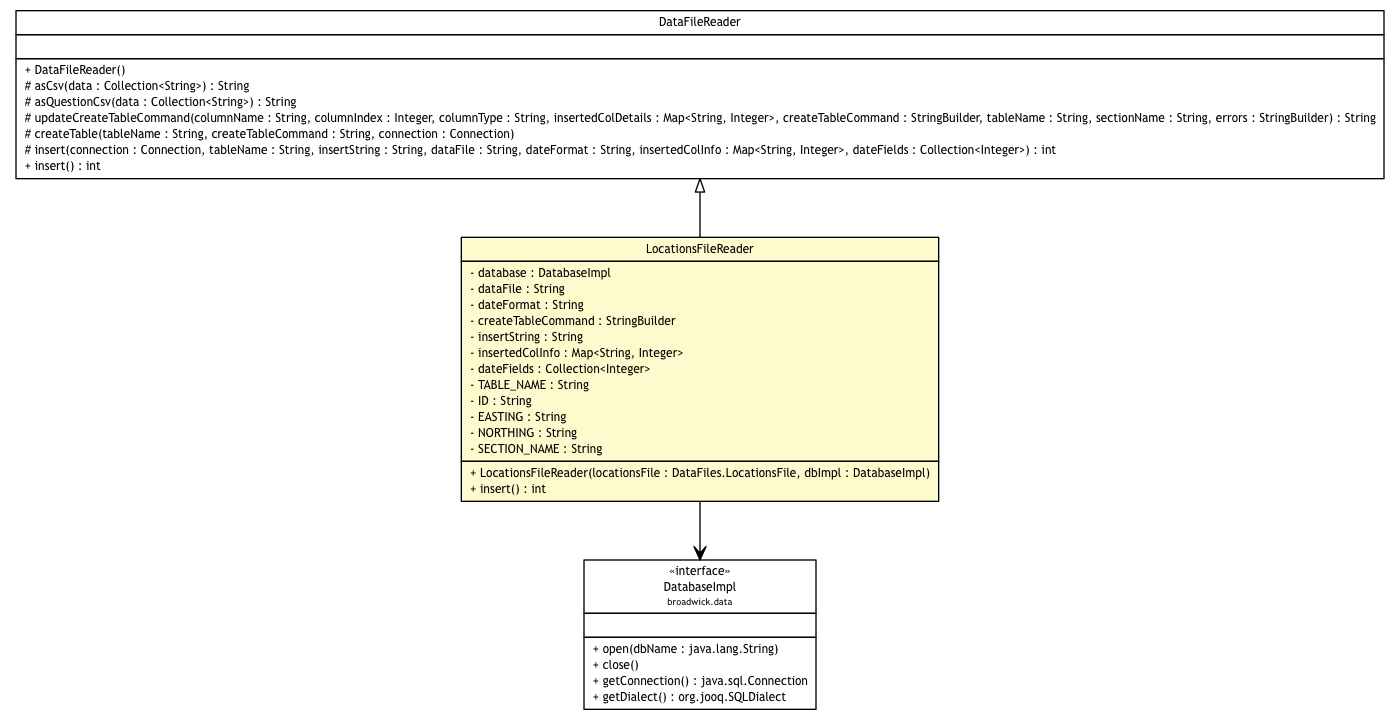 DataFileReader
+ DataFileReader()
# asCsv(data : Collection<String>) : String
# asQuestionCsv(data : Collection<String>) : String
# updateCreateTableCommand(columnName : String, columnIndex : Integer, columnType : String, insertedColDetails : Map<String, Integer>, createTableCommand : StringBuilder, tableName : String, sectionName : String, errors : StringBuilder) : String
# createTable(tableName : String, createTableCommand : String, connection : Connection)
# insert(connection : Connection, tableName : String, insertString : String, dataFile : String, dateFormat : String, insertedColInfo : Map<String, Integer>, dateFields : Collection<Integer>) : int
+ insert() : int
LocationsFileReader
- database : DatabaseImpl
- dataFile : String
- dateFormat : String
- createTableCommand : StringBuilder
- insertString : String
- insertedColInfo : Map<String, Integer>
- dateFields : Collection<Integer>
- TABLE_NAME : String
- ID : String
- EASTING : String
- NORTHING : String
- SECTION_NAME : String
+ LocationsFileReader(locationsFile : DataFiles.LocationsFile, dbImpl : DatabaseImpl)
+ insert() : int
«interface»
DatabaseImpl
broadwick.data
+ open(dbName : java.lang.String)
+ close()
+ getConnection() : java.sql.Connection
+ getDialect() : org.jooq.SQLDialect